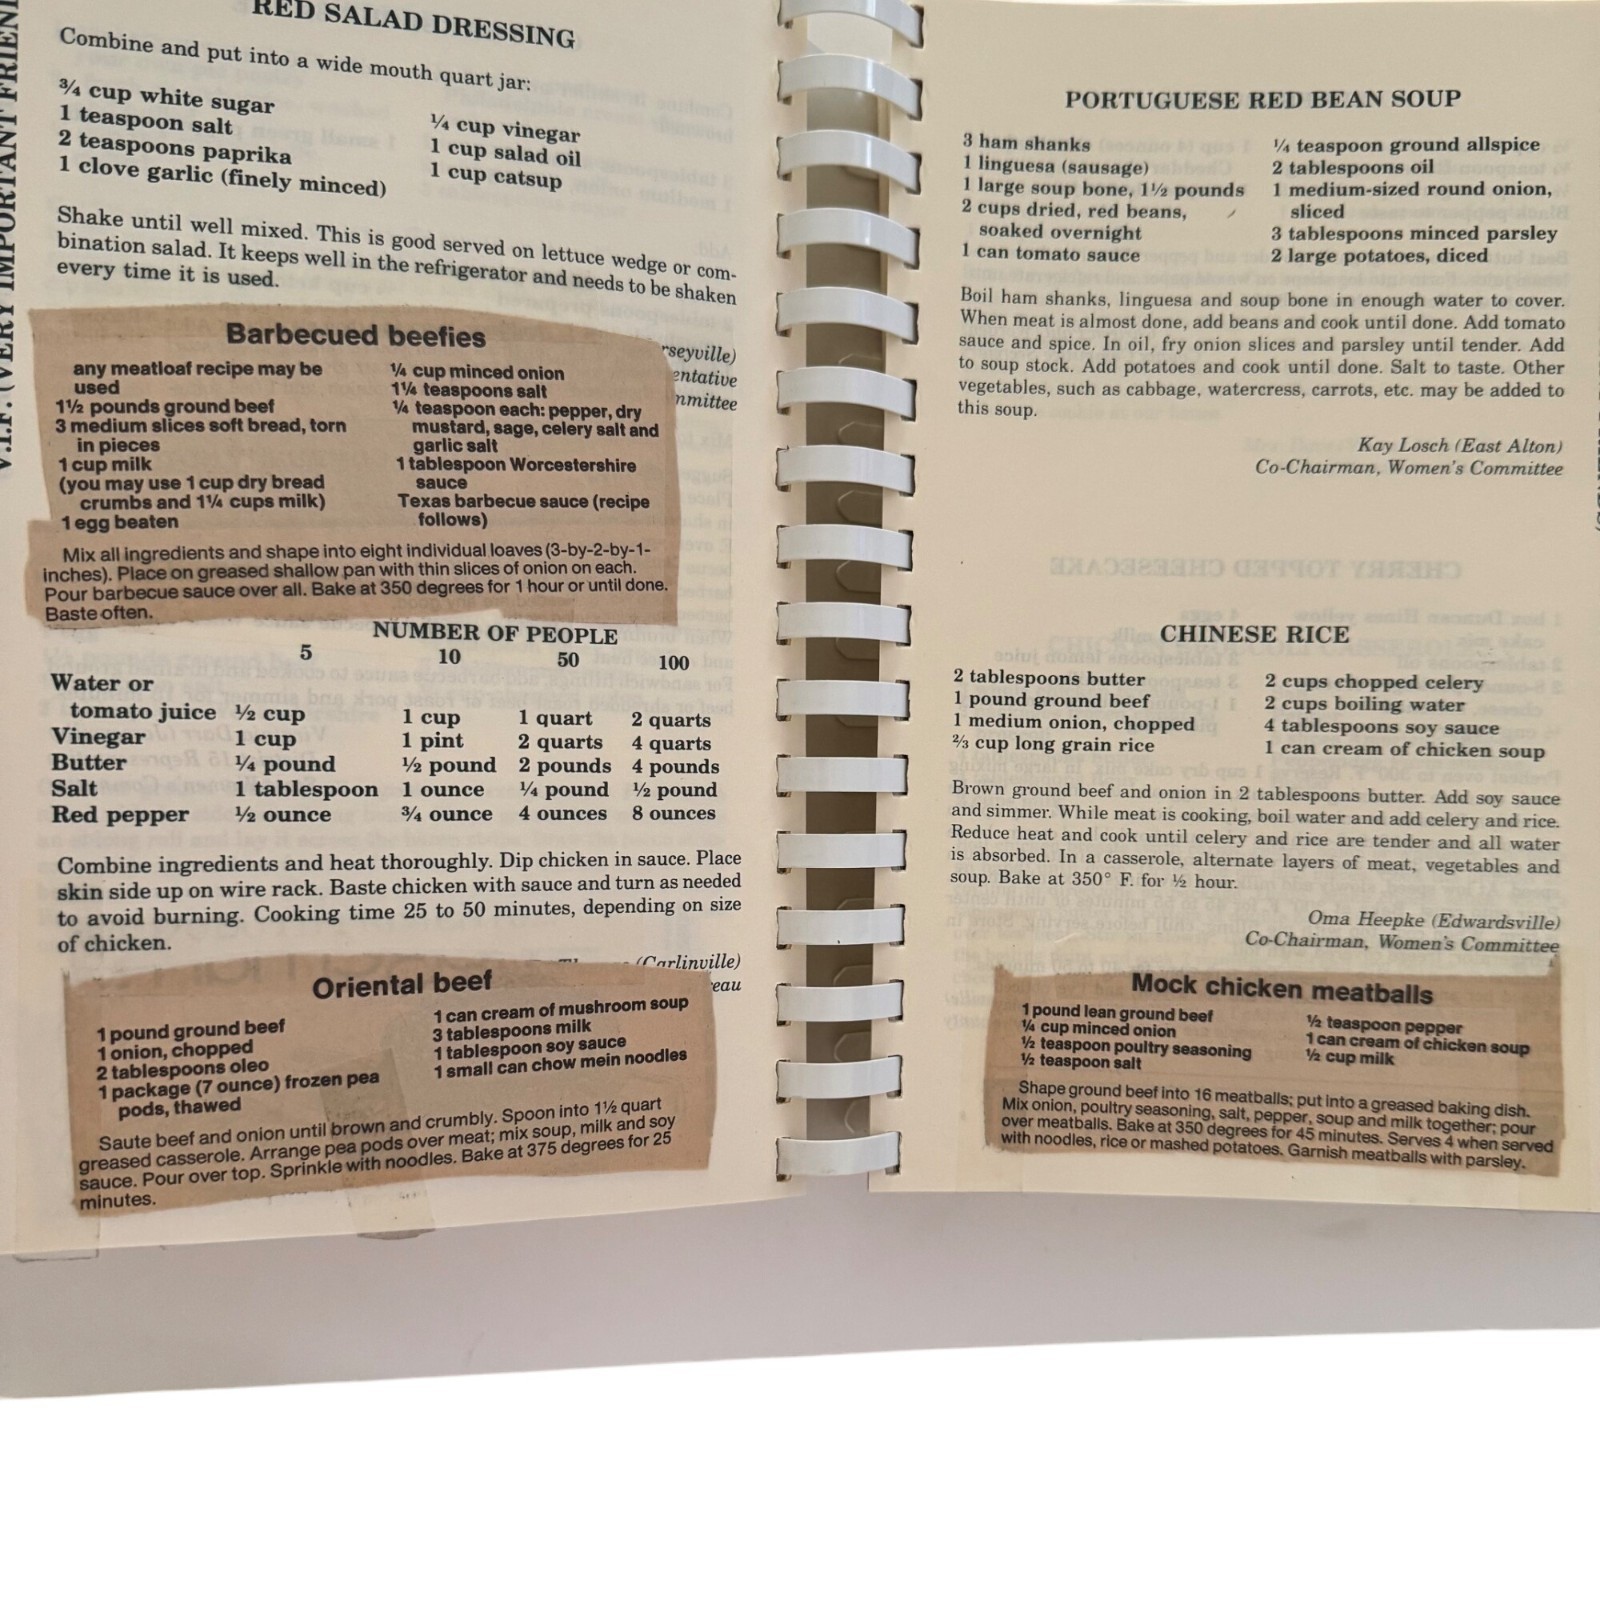 V.I.F. (VERY IMPORTANT FRIEN
RED SALAD DRESSING
Combine and put into a wide mouth quart jar:
¾ cup white sugar
1 teaspoon salt
2 teaspoons paprika
1 clove garlic (finely minced)
¼ cup vinegar
1 cup salad oil
1 cup catsup
Shake until well mixed. This is good served on lettuce wedge or com-
bination salad. It keeps well in the refrigerator and needs to be shaken
every time it is used.
rseyville)
entative
mmittee
Barbecued beefies
any meatloaf recipe may be
used
1½ pounds ground beef
3 medium slices soft bread, torn
in pieces
1 cup milk
(you may use 1 cup dry bread
crumbs and 1¼ cups milk)
1 egg beaten
¼ cup minced onion
1¼ teaspoons salt
¼ teaspoon each: pepper, dry
mustard, sage, celery salt and
garlic salt
1 tablespoon Worcestershire
sauce
Texas barbecue sauce (recipe
follows)
Mix all ingredients and shape into eight individual loaves (3-by-2-by-1-
inches). Place on greased shallow pan with thin slices of onion on each.
Pour barbecue sauce over all. Bake at 350 degrees for 1 hour or until done.
Baste often.
NUMBER OF PEOPLE
5 10 50 100
Water or
tomato juice ½ cup 1 cup 1 quart 2 quarts
Vinegar 1 cup 1 pint 2 quarts 4 quarts
Butter ¼ pound ½ pound 2 pounds 4 pounds
Salt 1 tablespoon 1 ounce ¼ pound ½ pound
Red pepper ½ ounce ¾ ounce 4 ounces 8 ounces
Combine ingredients and heat thoroughly. Dip chicken in sauce. Place
skin side up on wire rack. Baste chicken with sauce and turn as needed
to avoid burning. Cooking time 25 to 50 minutes, depending on size
of chicken.
(Carlinville)
eau
Oriental beef
1 pound ground beef
1 onion, chopped
2 tablespoons oleo
1 package (7 ounce) frozen pea
pods, thawed
1 can cream of mushroom soup
3 tablespoons milk
1 tablespoon soy sauce
1 small can chow mein noodles
Saute beef and onion until brown and crumbly. Spoon into 1½ quart
greased casserole. Arrange pea pods over meat; mix soup, milk and soy
sauce. Pour over top. Sprinkle with noodles. Bake at 375 degrees for 25
minutes.
PORTUGUESE RED BEAN SOUP
3 ham shanks
1 linguesa (sausage)
1 large soup bone, 1½ pounds
2 cups dried, red beans,
soaked overnight
1 can tomato sauce
¼ teaspoon ground allspice
2 tablespoons oil
1 medium-sized round onion,
sliced
3 tablespoons minced parsley
2 large potatoes, diced
Boil ham shanks, linguesa and soup bone in enough water to cover.
When meat is almost done, add beans and cook until done. Add tomato
sauce and spice. In oil, fry onion slices and parsley until tender. Add
to soup stock. Add potatoes and cook until done. Salt to taste. Other
vegetables, such as cabbage, watercress, carrots, etc. may be added to
this soup.
Kay Losch (East Alton)
Co-Chairman, Women's Committee
CHINESE RICE
2 tablespoons butter
1 pound ground beef
1 medium onion, chopped
⅔ cup long grain rice
2 cups chopped celery
2 cups boiling water
4 tablespoons soy sauce
1 can cream of chicken soup
Brown ground beef and onion in 2 tablespoons butter. Add soy sauce
and simmer. While meat is cooking, boil water and add celery and rice.
Reduce heat and cook until celery and rice are tender and all water
is absorbed. In a casserole, alternate layers of meat, vegetables and
soup. Bake at 350° F. for ½ hour.
Oma Heepke (Edwardsville)
Co-Chairman, Women's Committee
Mock chicken meatballs
1 pound lean ground beef
¼ cup minced onion
½ teaspoon poultry seasoning
½ teaspoon salt
½ teaspoon pepper
1 can cream of chicken soup
½ cup milk
Shape ground beef into 16 meatballs; put into a greased baking dish.
Mix onion, poultry seasoning, salt, pepper, soup and milk together; pour
over meatballs. Bake at 350 degrees for 45 minutes. Serves 4 when served
with noodles, rice or mashed potatoes. Garnish meatballs with parsley.